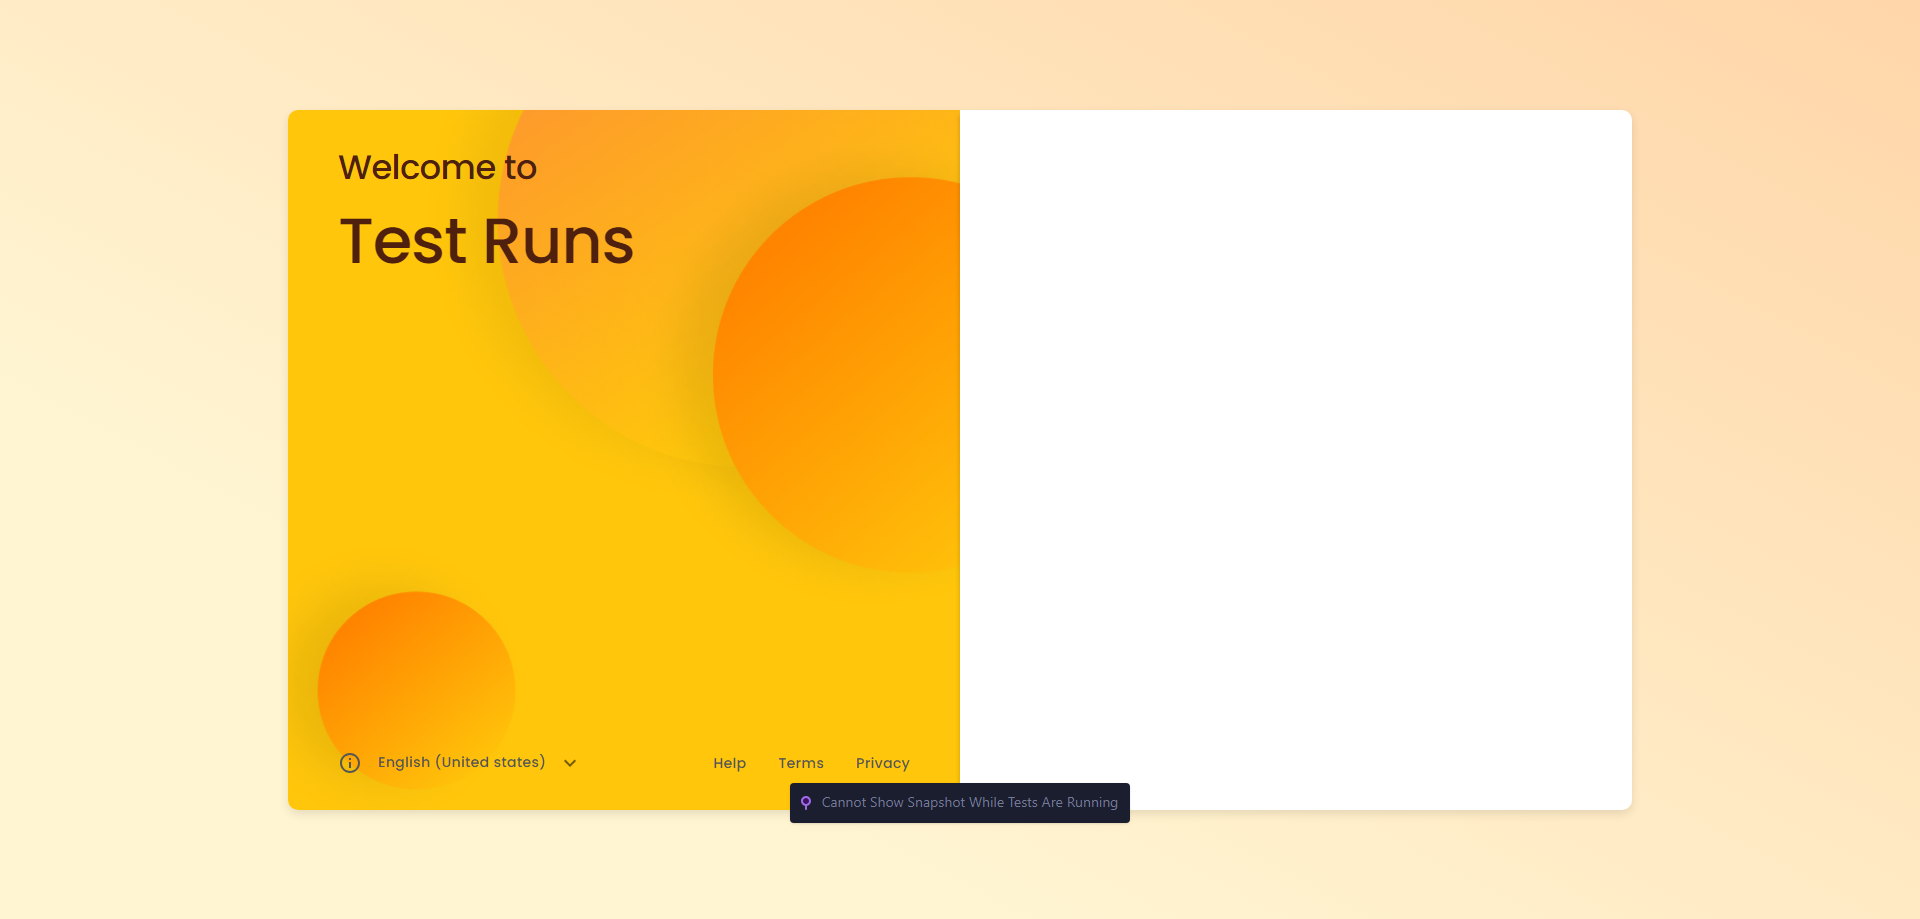 Welcome to
Test Runs
English (United states)
Help Terms Privacy
Cannot Show Snapshot While Tests Are Running